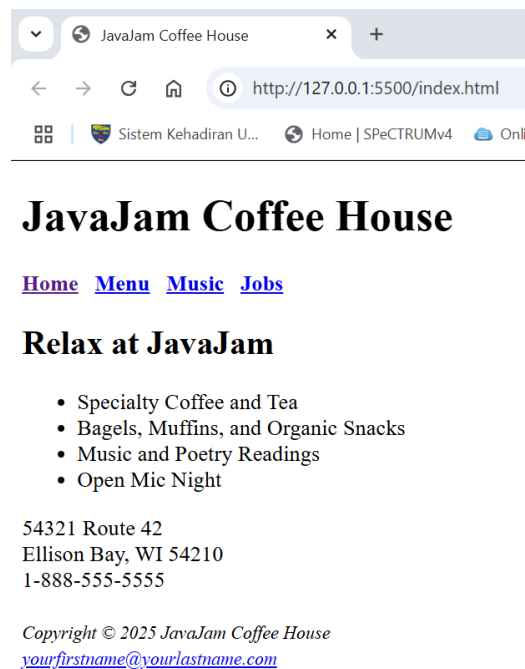 JavaJam Coffee House
http://127.0.0.1:5500/index.html
Sistem Kehadiran U... Home | SPeCTRUMv4 Onli
JavaJam Coffee House
Home Menu Music Jobs
Relax at JavaJam
• Specialty Coffee and Tea
• Bagels, Muffins, and Organic Snacks
• Music and Poetry Readings
• Open Mic Night
54321 Route 42
Ellison Bay, WI 54210
1-888-555-5555
Copyright © 2025 JavaJam Coffee House
yourfirstname@yourlastname.com